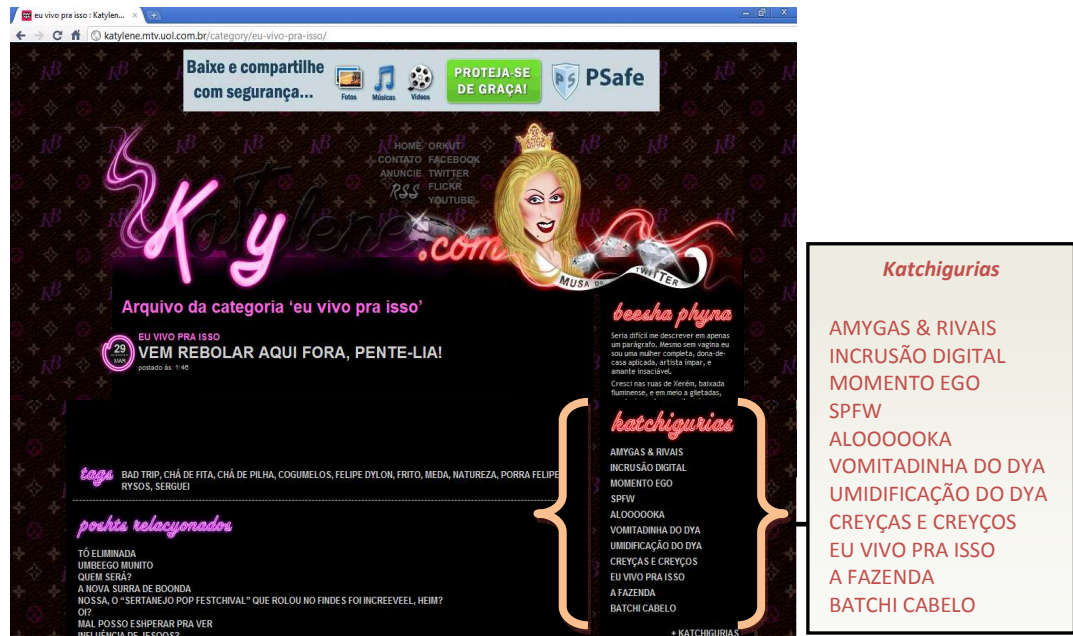 eu vivo pra isso : Katylen...
katylene.mtv.uol.com.br/category/eu-vivo-pra-isso/
Baixe e compartilhe
com segurança...
Fotos
Músicas
Vídeos
PROTEJA-SE
DE GRAÇA!
PS
PSafe
HOME ORKUT
CONTATO FACEBOOK
ANUNCIE TWITTER
RSS FLICKR
YOUTUBE
Katylene.com
MUSA DO TWITTER
Arquivo da categoria ‘eu vivo pra isso’
29
MAR
EU VIVO PRA ISSO
VEM REBOLAR AQUI FORA, PENTE-LIA!
postado às 1:46
tags BAD TRIP, CHÁ DE FITA, CHÁ DE PILHA, COGUMELOS, FELIPE DYLON, FRITO, MEDA, NATUREZA, PORRA FELIPE
RYSOS, SERGUEI
poshts relacyonados
TÔ ELIMINADA
UMBEEGO MUNITO
QUEM SERÁ?
A NOVA SURRA DE BOONDA
NOSSA, O “SERTANEJO POP FESTCHIVAL” QUE ROLOU NO FINDES FOI INCREEVEEL, HEIM?
OI?
MAL POSSO ESHPERAR PRA VER
INFLUÊNCIA DE JESOOS?
beesha phyna
Seria difícil me descrever em apenas
um parágrafo. Mesmo sem vagina eu
sou uma mulher completa, dona-de-
casa aplicada, artista ímpar, e
amante insaciável.
Cresci nas ruas de Xerém, baixada
fluminense, e em meio a giletadas,
katchigurias
AMYGAS & RIVAIS
INCRUSÃO DIGITAL
MOMENTO EGO
SPFW
ALOOOOOKA
VOMITADINHA DO DYA
UMIDIFICAÇÃO DO DYA
CREYÇAS E CREYÇOS
EU VIVO PRA ISSO
A FAZENDA
BATCHI CABELO
+ KATCHIGURIAS
Katchigurias
AMYGAS & RIVAIS
INCRUSÃO DIGITAL
MOMENTO EGO
SPFW
ALOOOOOKA
VOMITADINHA DO DYA
UMIDIFICAÇÃO DO DYA
CREYÇAS E CREYÇOS
EU VIVO PRA ISSO
A FAZENDA
BATCHI CABELO